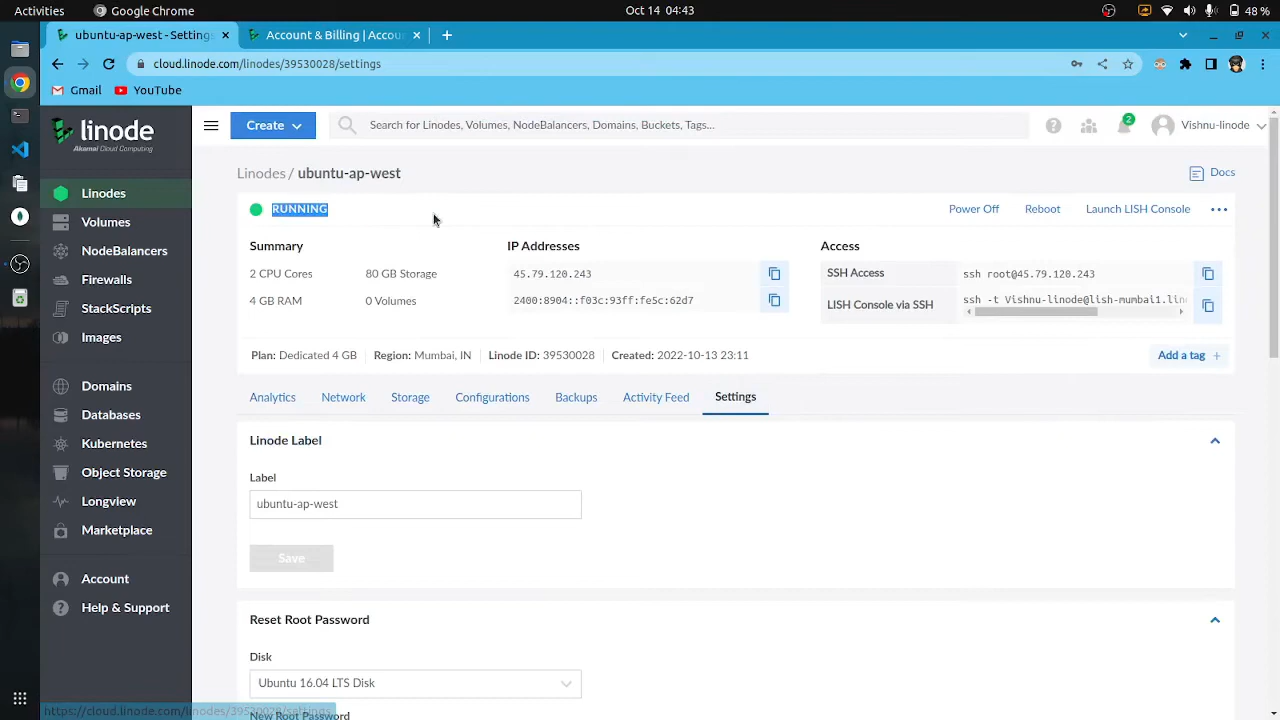 Activities Google Chrome Oct 14 04:43 48 %
ubuntu-ap-west - Settings Account & Billing | Accou
cloud.linode.com/linodes/39530028/settings
Gmail YouTube
linode
Akamai Cloud Computing
Create
Search for Linodes, Volumes, NodeBalancers, Domains, Buckets, Tags...
2
Vishnu-linode
Linodes
Volumes
NodeBalancers
Firewalls
StackScripts
Images
Domains
Databases
Kubernetes
Object Storage
Longview
Marketplace
Account
Help & Support
Linodes / ubuntu-ap-west
Docs
RUNNING
Power Off Reboot Launch LISH Console
Summary
2 CPU Cores 80 GB Storage
4 GB RAM 0 Volumes
IP Addresses
45.79.120.243
2400:8904::f03c:93ff:fe5c:62d7
Access
SSH Access ssh root@45.79.120.243
LISH Console via SSH ssh -t Vishnu-linode@lish-mumbai1.lin
Plan: Dedicated 4 GB Region: Mumbai, IN Linode ID: 39530028 Created: 2022-10-13 23:11
Add a tag +
Analytics Network Storage Configurations Backups Activity Feed Settings
Linode Label
Label
ubuntu-ap-west
Save
Reset Root Password
Disk
Ubuntu 16.04 LTS Disk
New Root Password
https://cloud.linode.com/linodes/39530028/settings